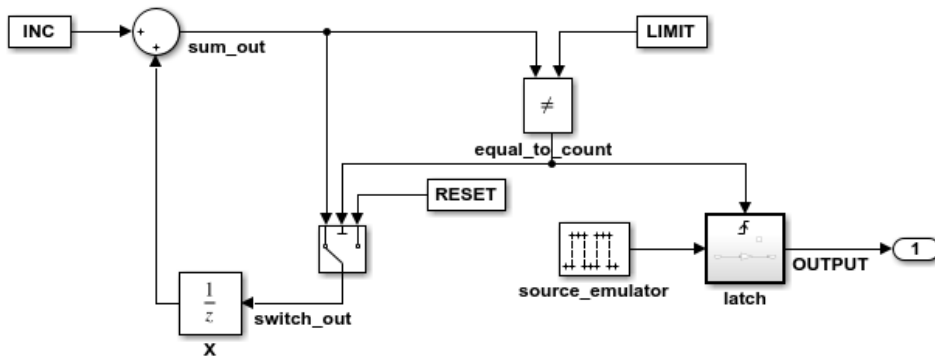 INC
+
+
sum_out
LIMIT
≠
equal_to_count
RESET
source_emulator
latch
OUTPUT
1
1
z
switch_out
X